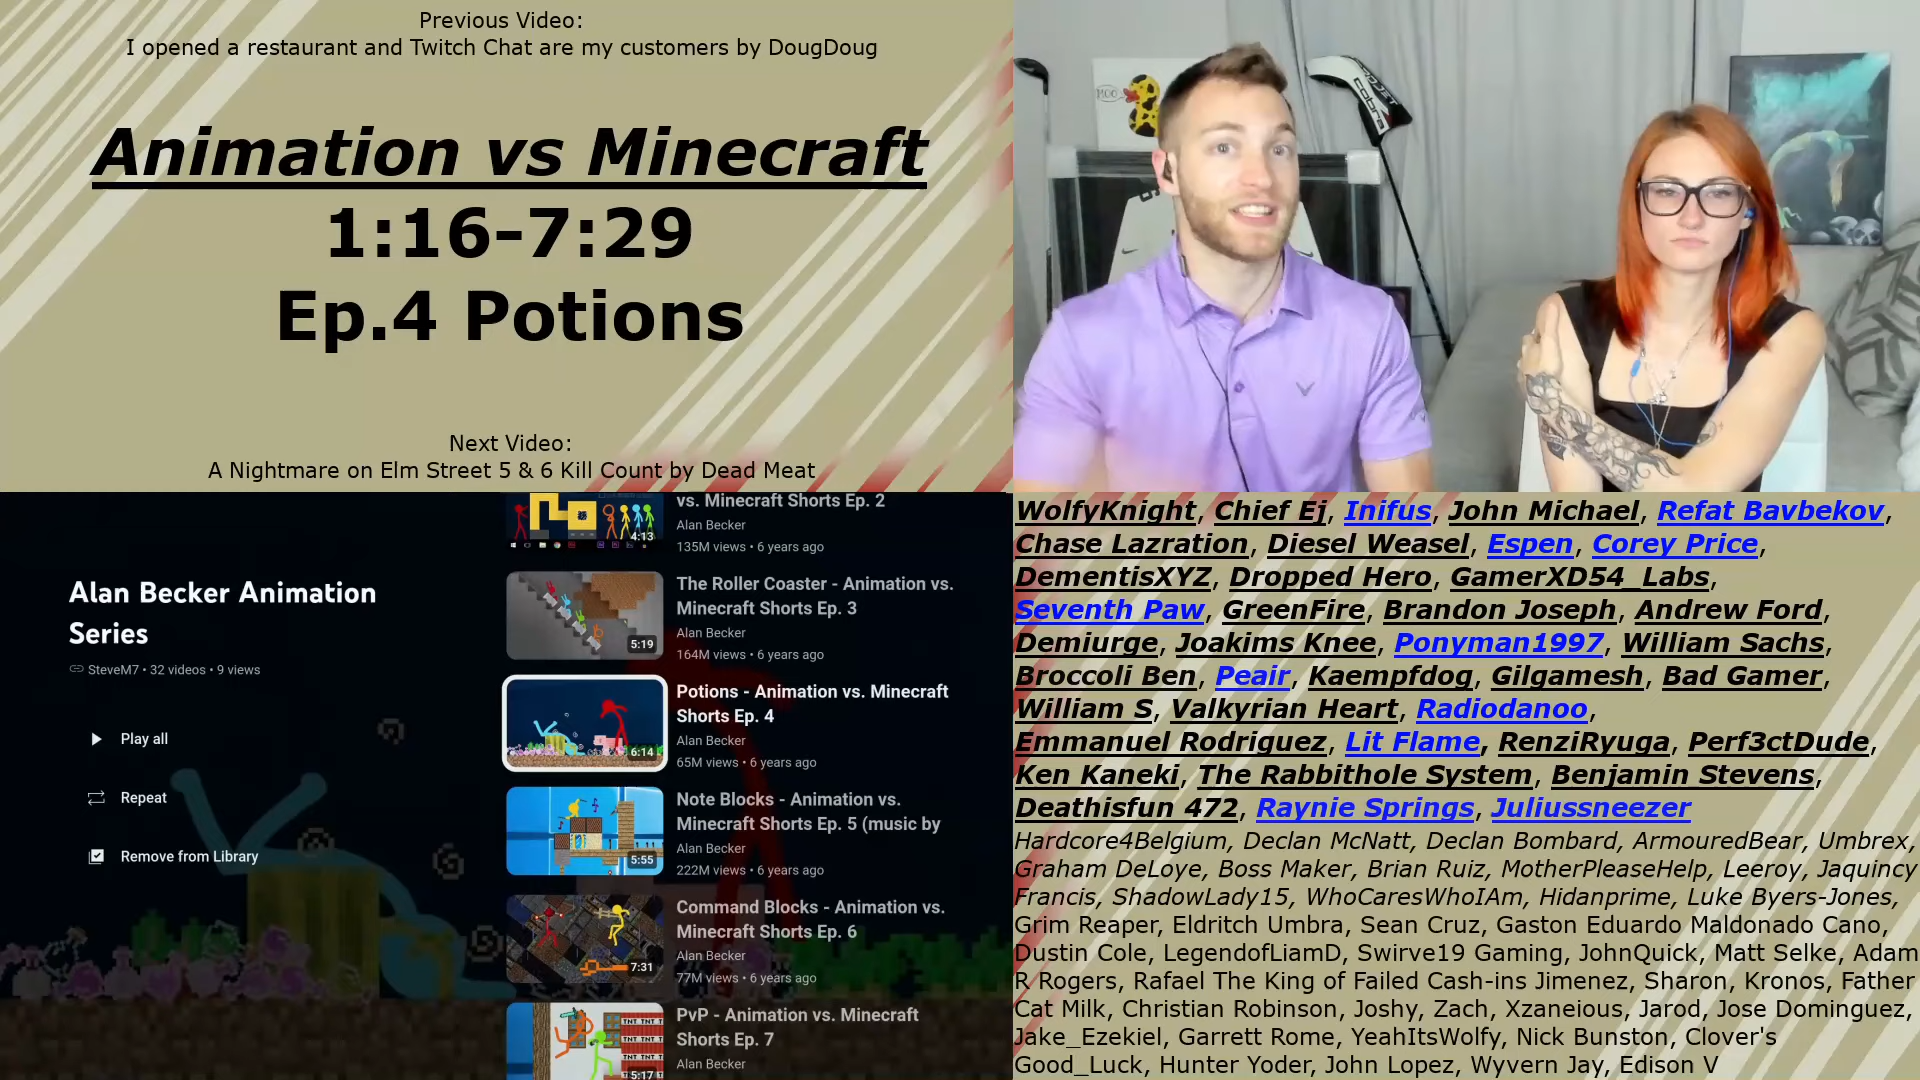 Previous Video:
I opened a restaurant and Twitch Chat are my customers by DougDoug
Animation vs Minecraft
1:16-7:29
Ep.4 Potions
Next Video:
A Nightmare on Elm Street 5 & 6 Kill Count by Dead Meat
MOO
cobra
Alan Becker Animation
Series
SteveM7 • 32 videos • 9 views
Play all
Repeat
Remove from Library
vs. Minecraft Shorts Ep. 2
Alan Becker
135M views • 6 years ago
4:13
The Roller Coaster - Animation vs.
Minecraft Shorts Ep. 3
Alan Becker
164M views • 6 years ago
5:19
Potions - Animation vs. Minecraft
Shorts Ep. 4
Alan Becker
65M views • 6 years ago
6:14
Note Blocks - Animation vs.
Minecraft Shorts Ep. 5 (music by
Alan Becker
222M views • 6 years ago
5:55
Command Blocks - Animation vs.
Minecraft Shorts Ep. 6
Alan Becker
77M views • 6 years ago
7:31
PvP - Animation vs. Minecraft
Shorts Ep. 7
Alan Becker
5:17
TNT TNT TN
WolfyKnight, Chief Ej, Inifus, John Michael, Refat Bavbekov,
Chase Lazration, Diesel Weasel, Espen, Corey Price,
DementisXYZ, Dropped Hero, GamerXD54_Labs,
Seventh Paw, GreenFire, Brandon Joseph, Andrew Ford,
Demiurge, Joakims Knee, Ponyman1997, William Sachs,
Broccoli Ben, Peair, Kaempfdog, Gilgamesh, Bad Gamer,
William S, Valkyrian Heart, Radiodanoo,
Emmanuel Rodriguez, Lit Flame, RenziRyuga, Perf3ctDude,
Ken Kaneki, The Rabbithole System, Benjamin Stevens,
Deathisfun 472, Raynie Springs, Juliussneezer
Hardcore4Belgium, Declan McNatt, Declan Bombard, ArmouredBear, Umbrex,
Graham DeLoye, Boss Maker, Brian Ruiz, MotherPleaseHelp, Leeroy, Jaquincy
Francis, ShadowLady15, WhoCaresWhoIAm, Hidanprime, Luke Byers-Jones,
Grim Reaper, Eldritch Umbra, Sean Cruz, Gaston Eduardo Maldonado Cano,
Dustin Cole, LegendofLiamD, Swirve19 Gaming, JohnQuick, Matt Selke, Adam
R Rogers, Rafael The King of Failed Cash-ins Jimenez, Sharon, Kronos, Father
Cat Milk, Christian Robinson, Joshy, Zach, Xzaneious, Jarod, Jose Dominguez,
Jake_Ezekiel, Garrett Rome, YeahItsWolfy, Nick Bunston, Clover's
Good_Luck, Hunter Yoder, John Lopez, Wyvern Jay, Edison V